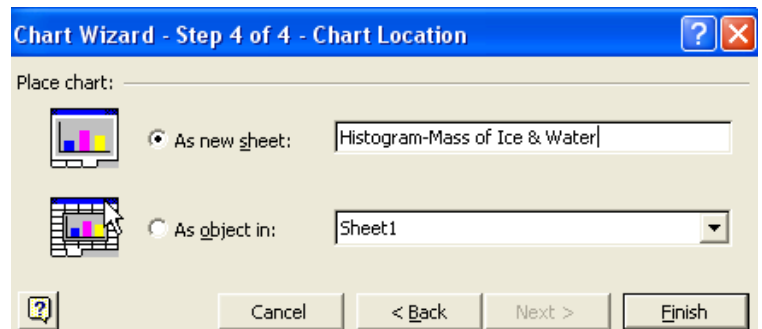 Chart Wizard - Step 4 of 4 - Chart Location
Place chart:
As new sheet:
Histogram-Mass of Ice & Water
As object in:
Sheet1
Cancel
< Back
Next >
Finish